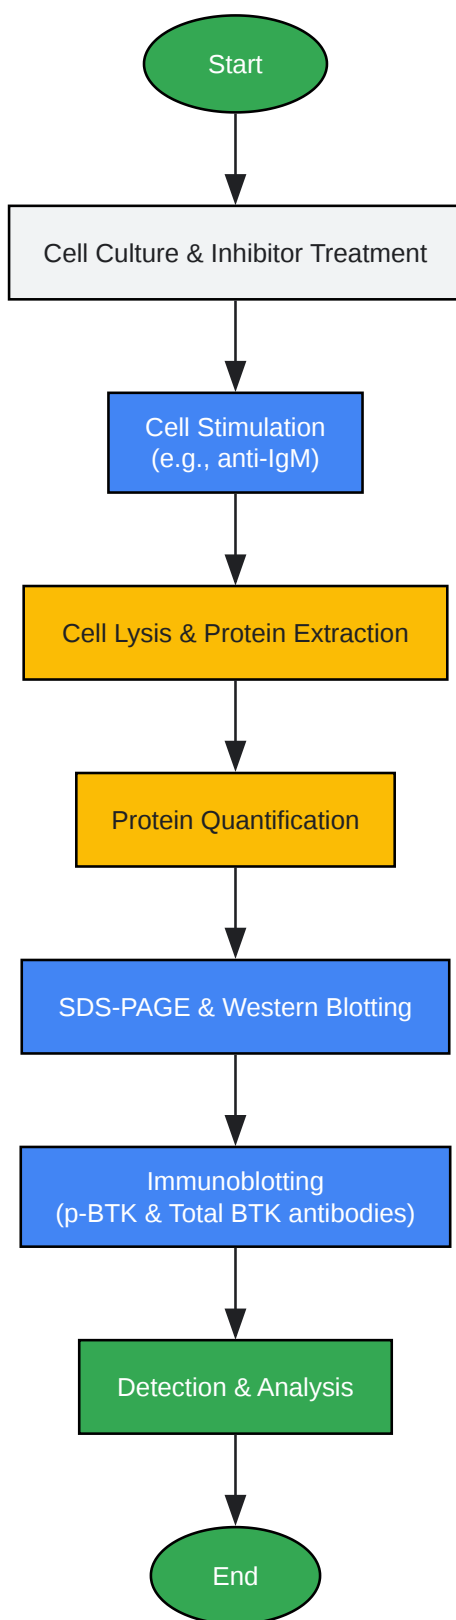 Start
Cell Culture & Inhibitor Treatment
Cell Stimulation
(e.g., anti-IgM)
Cell Lysis & Protein Extraction
Protein Quantification
SDS-PAGE & Western Blotting
Immunoblotting
(p-BTK & Total BTK antibodies)
Detection & Analysis
End